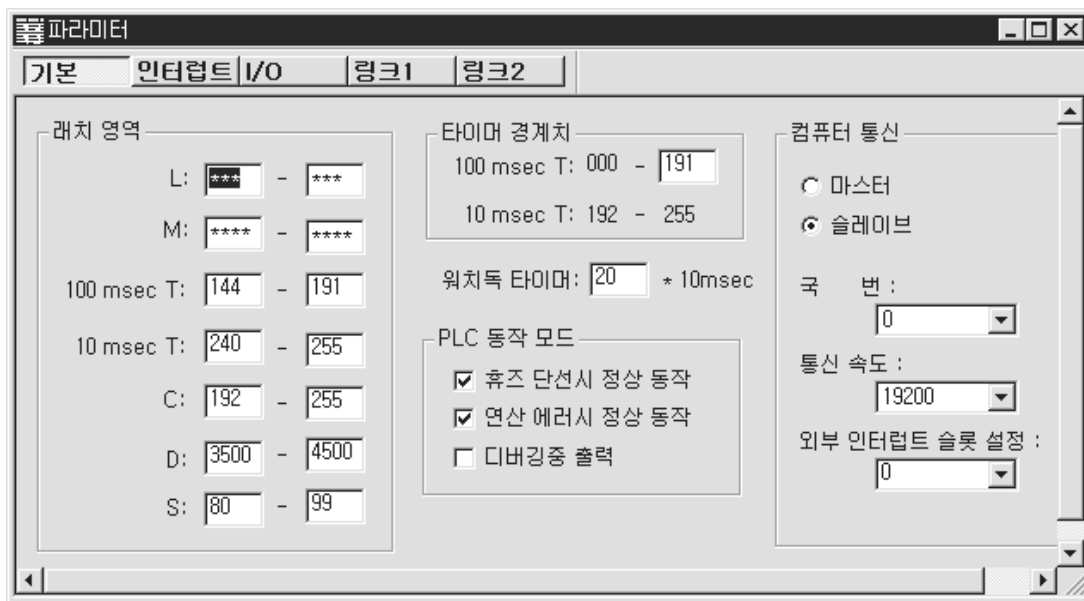 파라미터
기본 인터럽트 I/O 링크1 링크2
래치 영역
L: *** - ***
M: **** - ****
100 msec T: 144 - 191
10 msec T: 240 - 255
C: 192 - 255
D: 3500 - 4500
S: 80 - 99
타이머 경계치
100 msec T: 000 - 191
10 msec T: 192 - 255
워치독 타이머: 20 * 10msec
PLC 동작 모드
휴즈 단선시 정상 동작
연산 에러시 정상 동작
디버깅중 출력
컴퓨터 통신
마스터
슬레이브
국 번 :
0
통신 속도 :
19200
외부 인터럽트 슬롯 설정 :
0